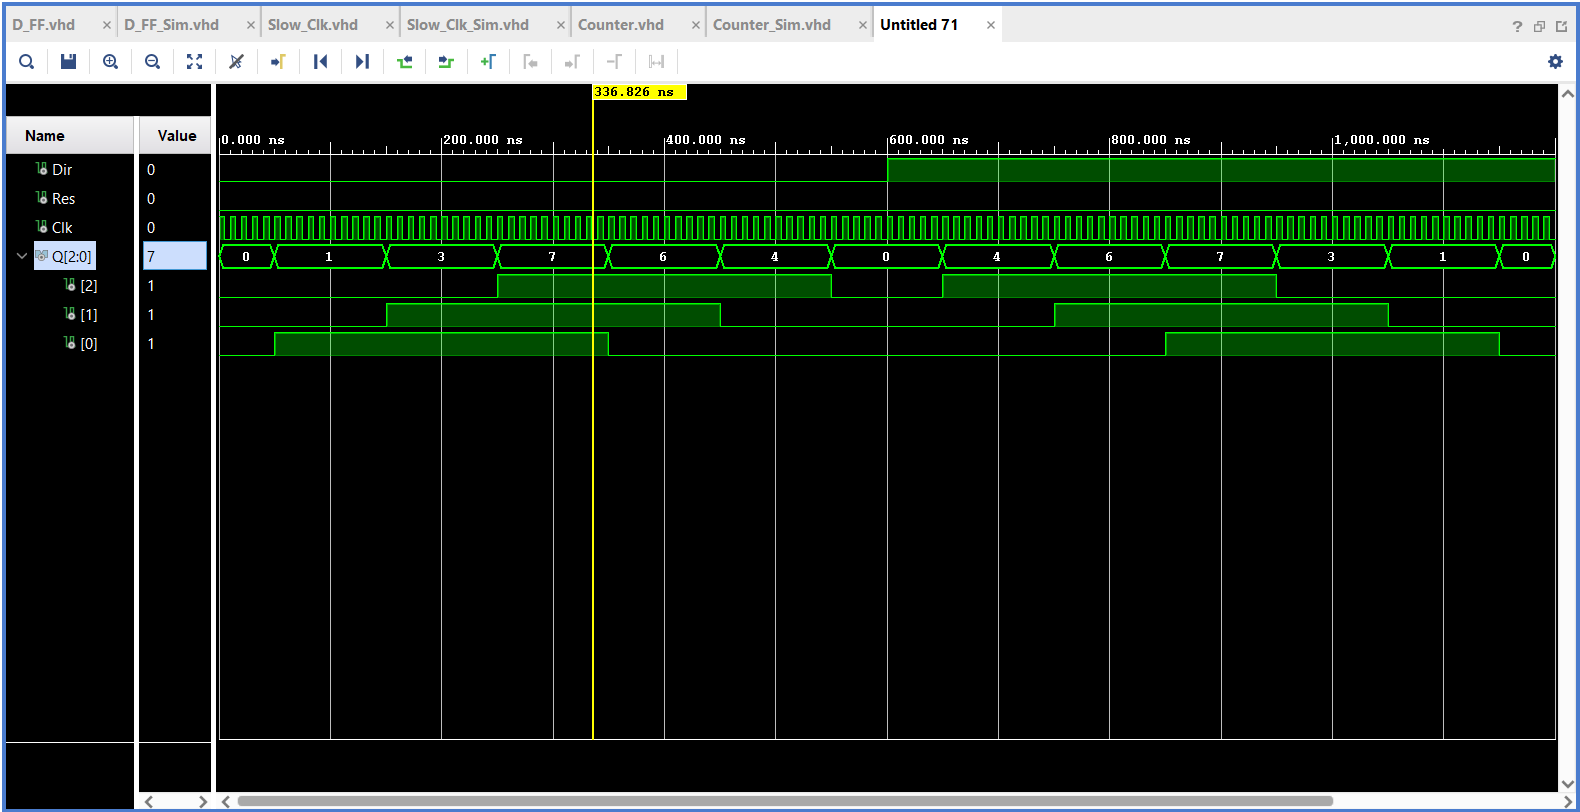 D_FF.vhd × D_FF_Sim.vhd × Slow_Clk.vhd × Slow_Clk_Sim.vhd × Counter.vhd × Counter_Sim.vhd × Untitled 71 × ?
336.826 ns
Name Value 0.000 ns 200.000 ns 400.000 ns 600.000 ns 800.000 ns 1,000.000 ns
Dir 0
Res 0
Clk 0
Q[2:0] 7 0 1 3 7 6 4 0 4 6 7 3 1 0
[2] 1
[1] 1
[0] 1